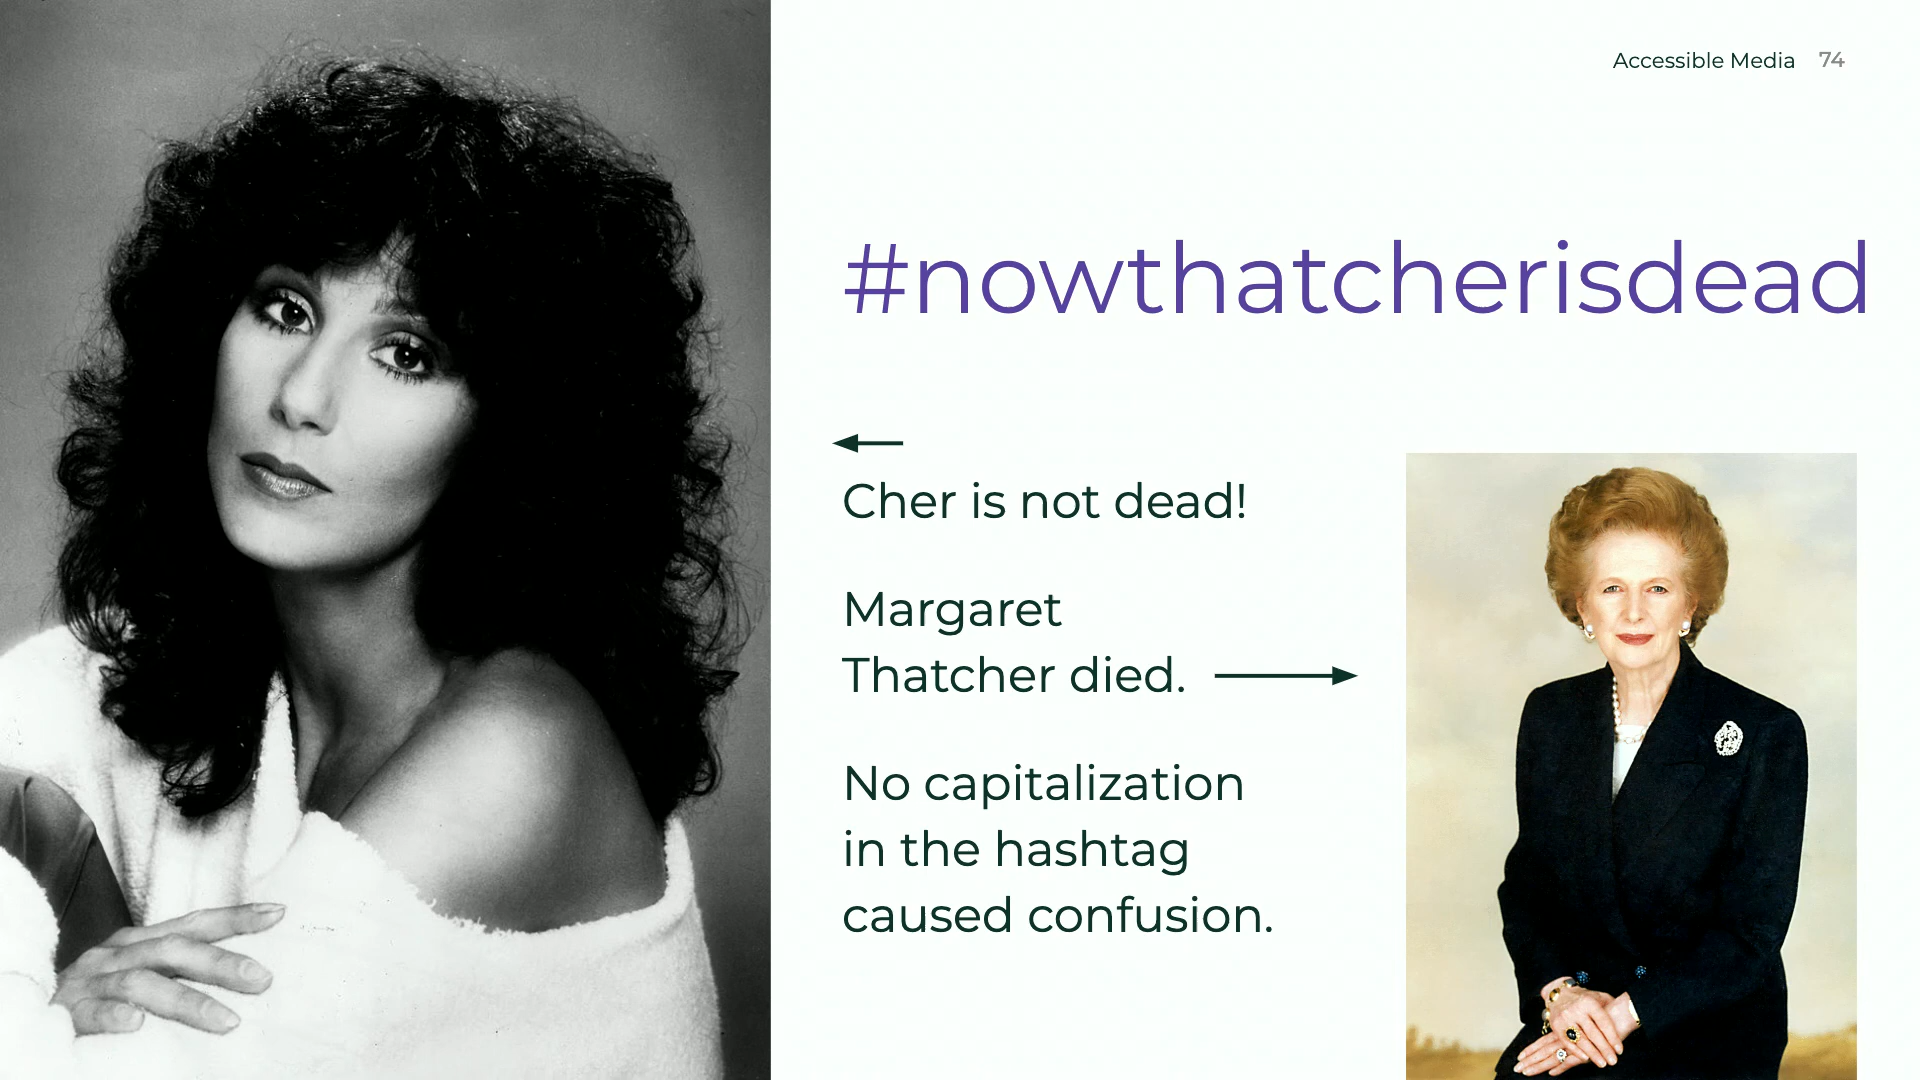 Accessible Media 74
#nowthatcherisdead
Cher is not dead!
Margaret
Thatcher died.
No capitalization
in the hashtag
caused confusion.